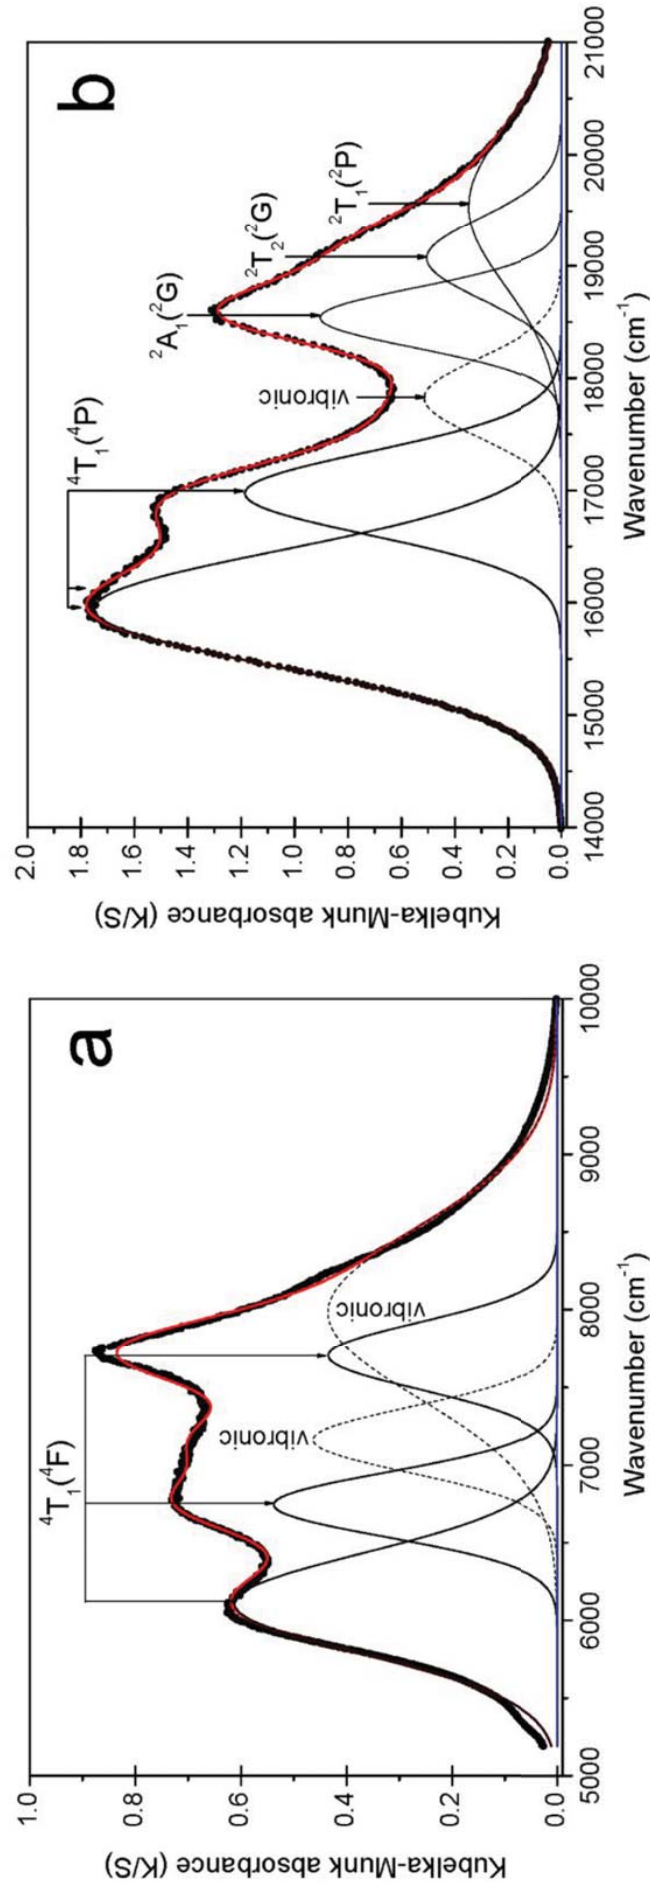 a
⁴T₁(⁴F)
vibronic
vibronic
1.0
0.8
0.6
0.4
0.2
0.0
5000
6000
7000
8000
9000
10000
Kubelka-Munk absorbance (K/S)
Wavenumber (cm⁻¹)
b
⁴T₁(⁴P)
²A₁(²G)
²T₂(²G)
²T₁(²P)
vibronic
2.0
1.8
1.6
1.4
1.2
1.0
0.8
0.6
0.4
0.2
0.0
14000
15000
16000
17000
18000
19000
20000
21000
Kubelka-Munk absorbance (K/S)
Wavenumber (cm⁻¹)